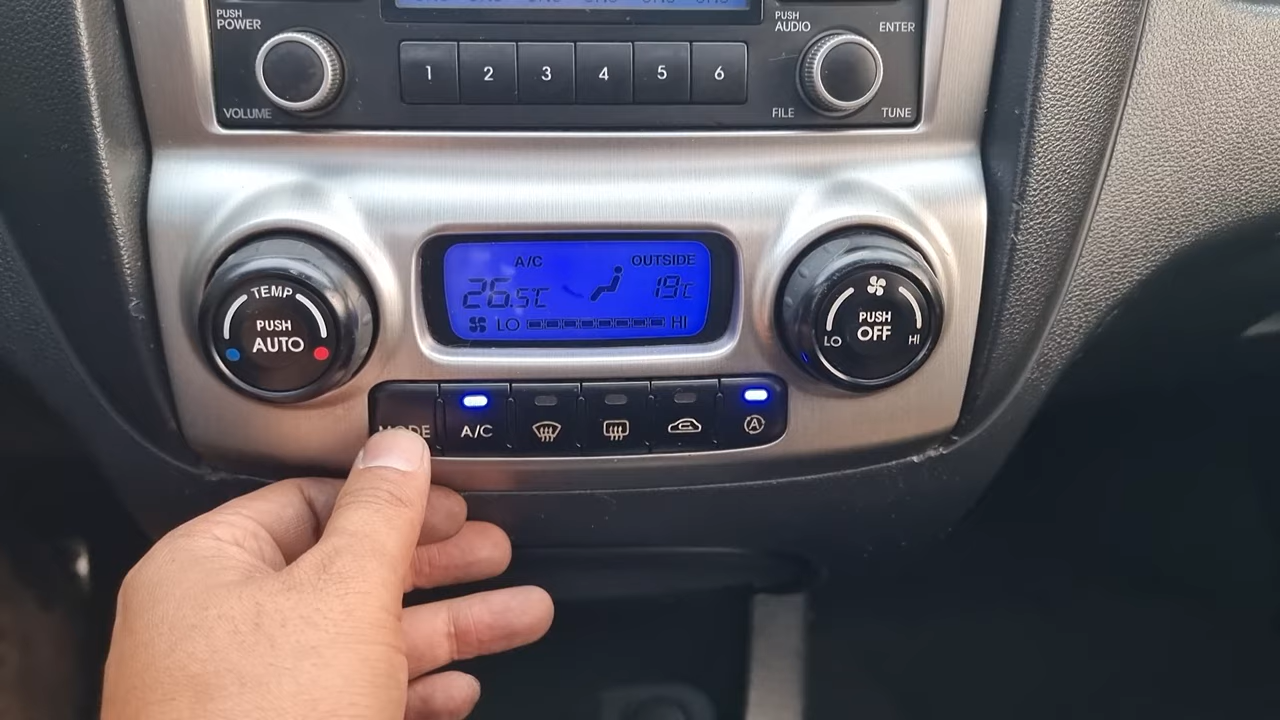 PUSH
POWER
PUSH
AUDIO
ENTER
1 2 3 4 5 6
VOLUME
FILE
TUNE
A/C
OUTSIDE
26.5℃
19c
LO
HI
TEMP
PUSH
AUTO
PUSH
OFF
LO
HI
MODE
A/C
A